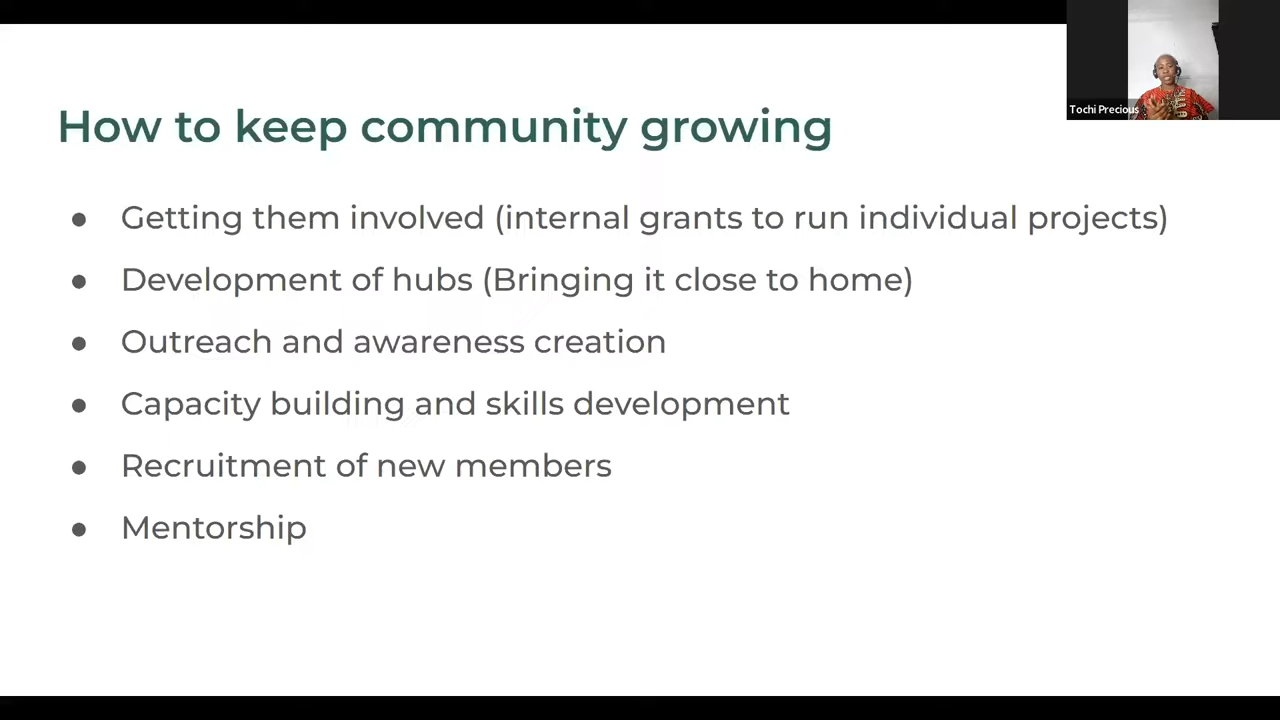 How to keep community growing
● Getting them involved (internal grants to run individual projects)
● Development of hubs (Bringing it close to home)
● Outreach and awareness creation
● Capacity building and skills development
● Recruitment of new members
● Mentorship
Tochi Precious